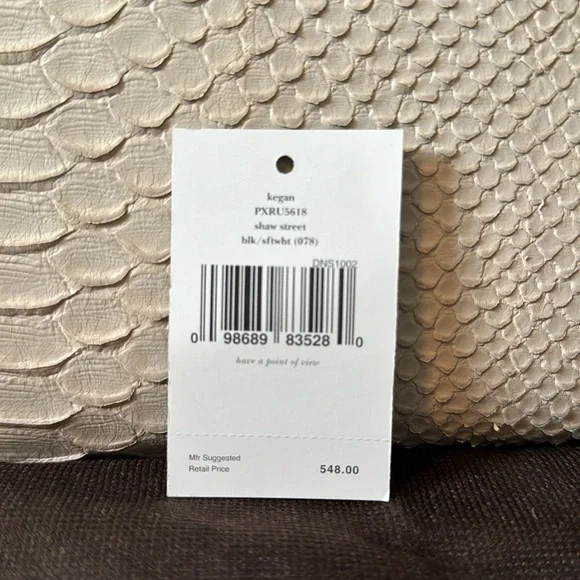 kegan
PXRU5618
shaw street
blk/sftwht (078)
DNS1002
0 98689 83528 0
have a point of view
Mfr Suggested
Retail Price 548.00